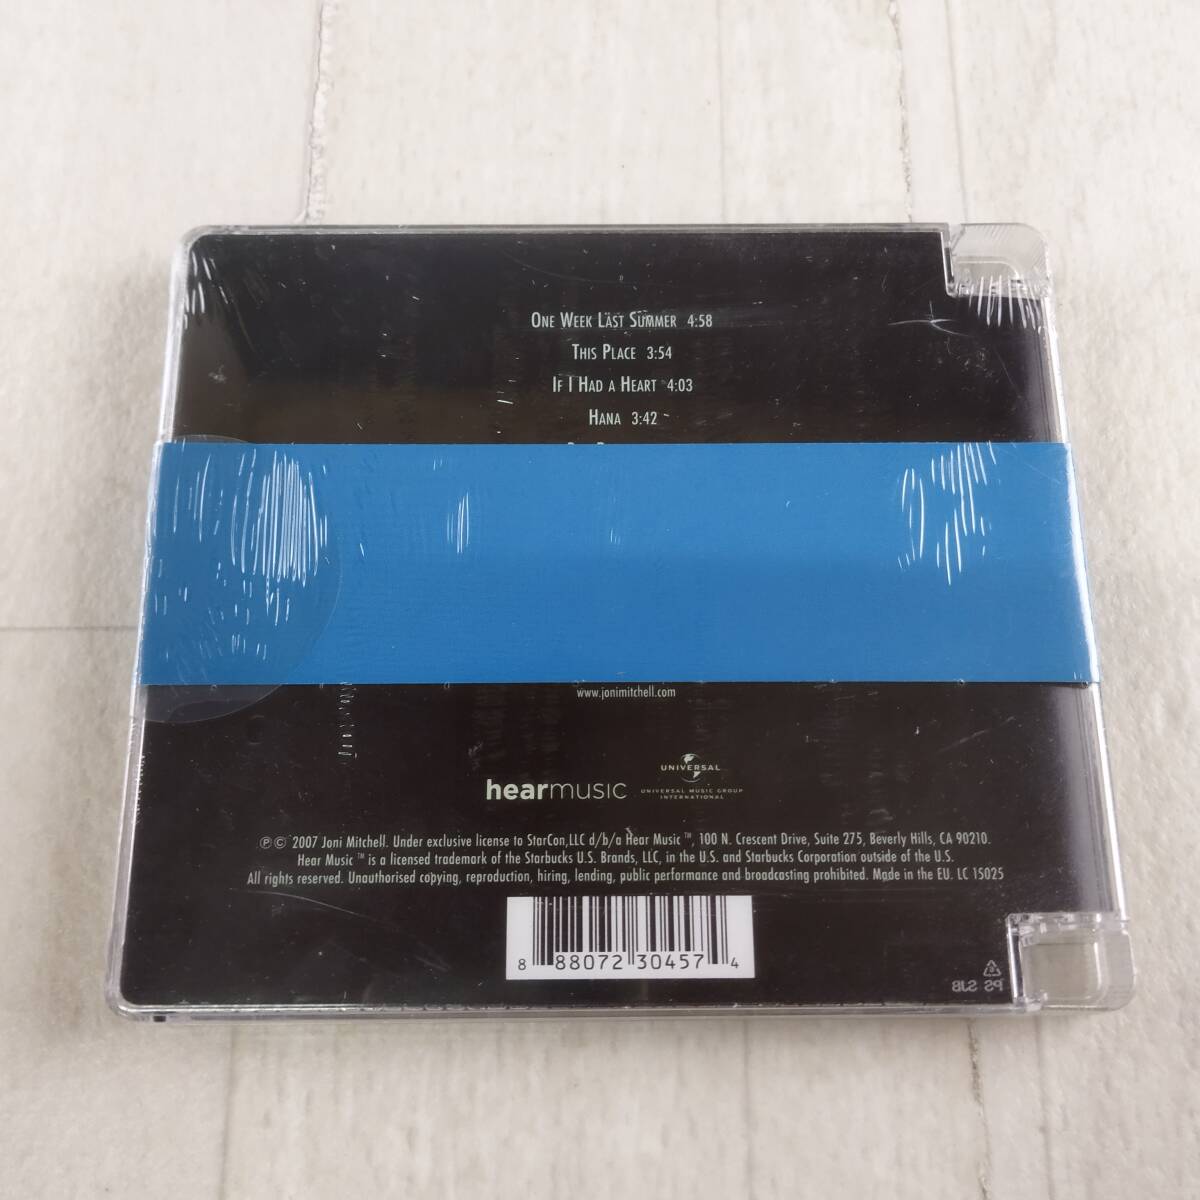 One Week Last Summer 4:58
This Place 3:54
If I Had a Heart 4:03
Hana 3:42
www.jonimitchell.com
hearmusic
UNIVERSAL
UNIVERSAL MUSIC GROUP
INTERNATIONAL
℗© 2007 Joni Mitchell. Under exclusive license to StarCon, LLC d/b/a Hear Music ™, 100 N. Crescent Drive, Suite 275, Beverly Hills, CA 90210.
Hear Music ™ is a licensed trademark of the Starbucks U.S. Brands, LLC, in the U.S. and Starbucks Corporation outside of the U.S.
All rights reserved. Unauthorised copying, reproduction, hiring, lending, public performance and broadcasting prohibited. Made in the EU. LC 15025
8 88072 30457 4
PS SJB